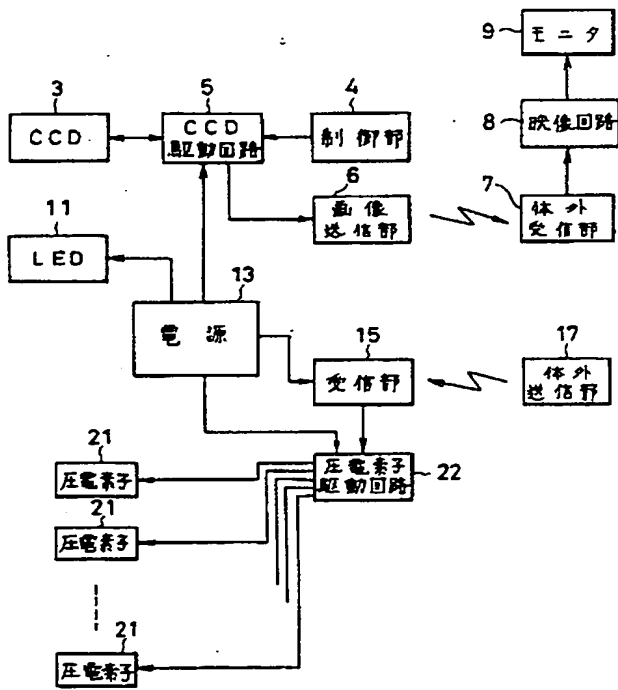 9
モニタ
3
CCD
5
CCD
駆動回路
4
制御部
8
映像回路
6
画像
送信部
7
体外
受信部
11
LED
13
電源
15
受信部
17
体外
送信部
21
圧電素子
圧電素子
駆動回路
22
21
圧電素子
21
圧電素子